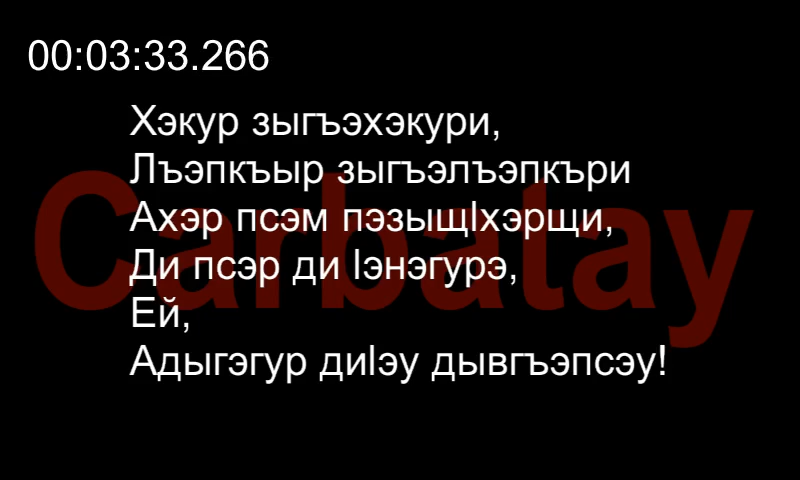 00:03:33.266
Хэкур зыгъэхэкури,
Лъэпкъыр зыгъэлъэпкъри
Ахэр псэм пэзыщIхэрщи,
Ди псэр ди Iэнэгурэ,
Ей,
Адыгэгур диIэу дывгъэпсэу!
Carbatay